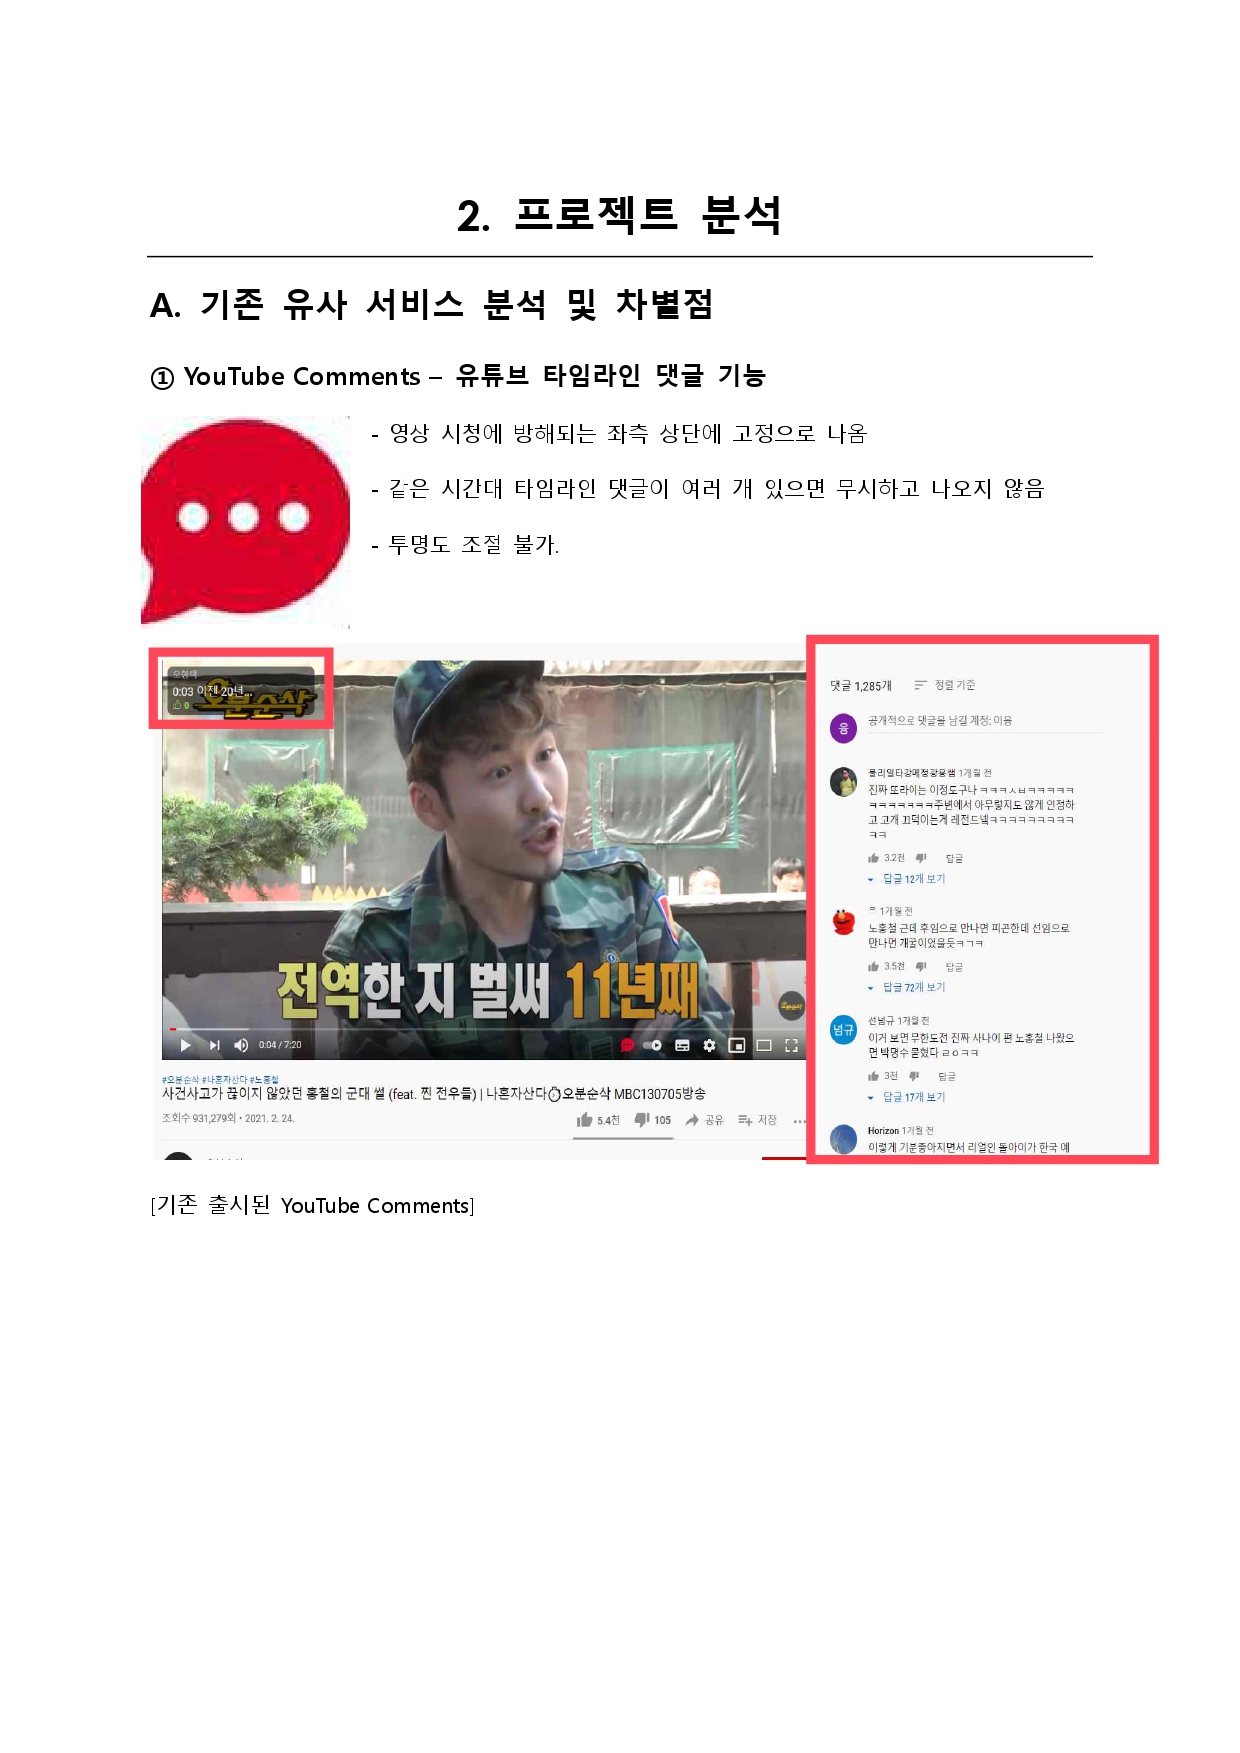 2. 프로젝트 분석
A. 기존 유사 서비스 분석 및 차별점
① YouTube Comments – 유튜브 타임라인 댓글 기능
- 영상 시청에 방해되는 좌측 상단에 고정으로 나옴
- 같은 시간대 타임라인 댓글이 여러 개 있으면 무시하고 나오지 않음
- 투명도 조절 불가.
0:03 이젠 20년...
0
오분순삭
전역한 지 벌써 11년째
0:04 / 7:20
#오분순삭 #나혼자산다 #노홍철
사건사고가 끊이지 않았던 홍철의 군대 썰 (feat. 찐 전우들) | 나혼자산다⏱오분순삭 MBC130705방송
조회수 931,279회 • 2021. 2. 24.
5.4천 105 공유 저장 ...
댓글 1,285개 정렬 기준
융
공개적으로 댓글을 남길 계정: 이융
1개월 전
진짜 또라이는 이정도구나
주변에서 아무렇지도 않게 인정하
고 고개 끄덕이는게 레전드넼ㅋㅋㅋㅋㅋㅋㅋㅋㅋ
ㅋㅋ
3.2천 답글
답글 12개 보기
1개월 전
노홍철 근데 후임으로 만나면 피곤한데 선임으로
만나면 개꿀이었을듯ㅋㄱㅋ
3.5천 답글
답글 72개 보기
넘규
선넘규 1개월 전
이거 보면 무한도전 진짜 사나이 편 노홍철 나왔으
면 박명수 묻혔다 ㄹㅇㅋㅋ
3천 답글
답글 17개 보기
Horizon 1개월 전
이렇게 기분좋아지면서 리얼인 돌아이가 한국 예
[기존 출시된 YouTube Comments]